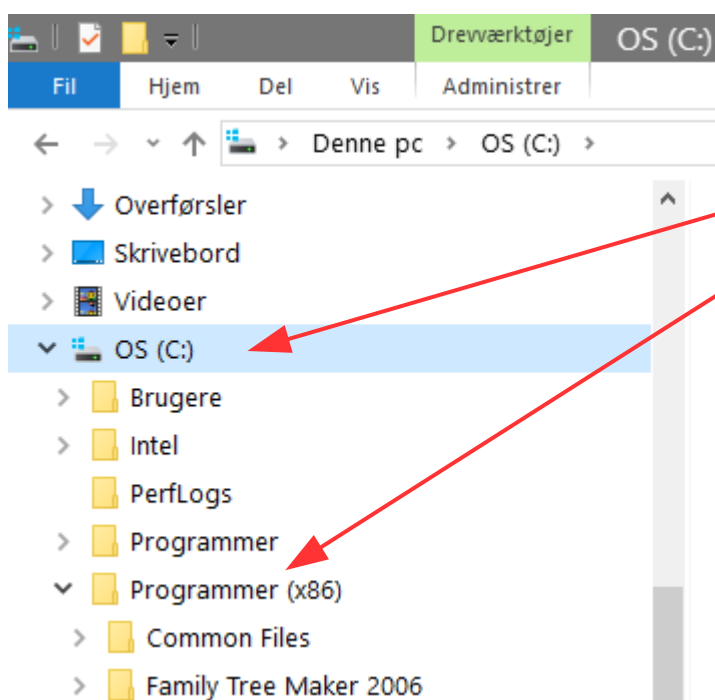 Drevværktøjer OS (C:)
Fil Hjem Del Vis Administrer
Denne pc OS (C:)
Overførsler
Skrivebord
Videoer
OS (C:)
Brugere
Intel
PerfLogs
Programmer
Programmer (x86)
Common Files
Family Tree Maker 2006